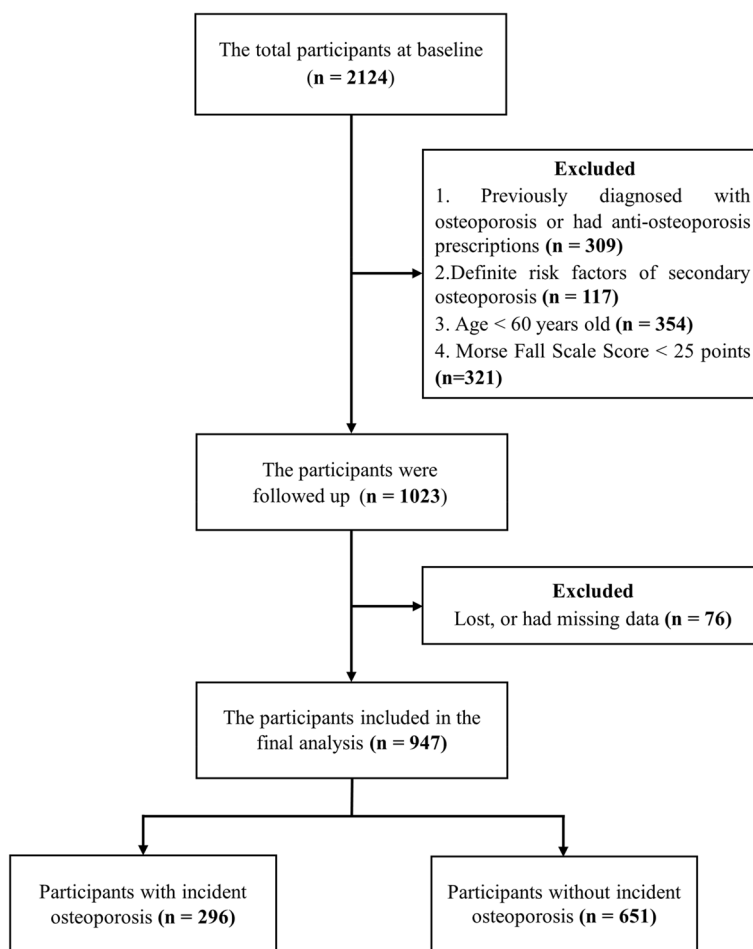 The total participants at baseline
(n = 2124)
Excluded
1. Previously diagnosed with
osteoporosis or had anti-osteoporosis
prescriptions (n = 309)
2.Definite risk factors of secondary
osteoporosis (n = 117)
3. Age < 60 years old (n = 354)
4. Morse Fall Scale Score < 25 points
(n=321)
The participants were
followed up (n = 1023)
Excluded
Lost, or had missing data (n = 76)
The participants included in the
final analysis (n = 947)
Participants with incident
osteoporosis (n = 296)
Participants without incident
osteoporosis (n = 651)